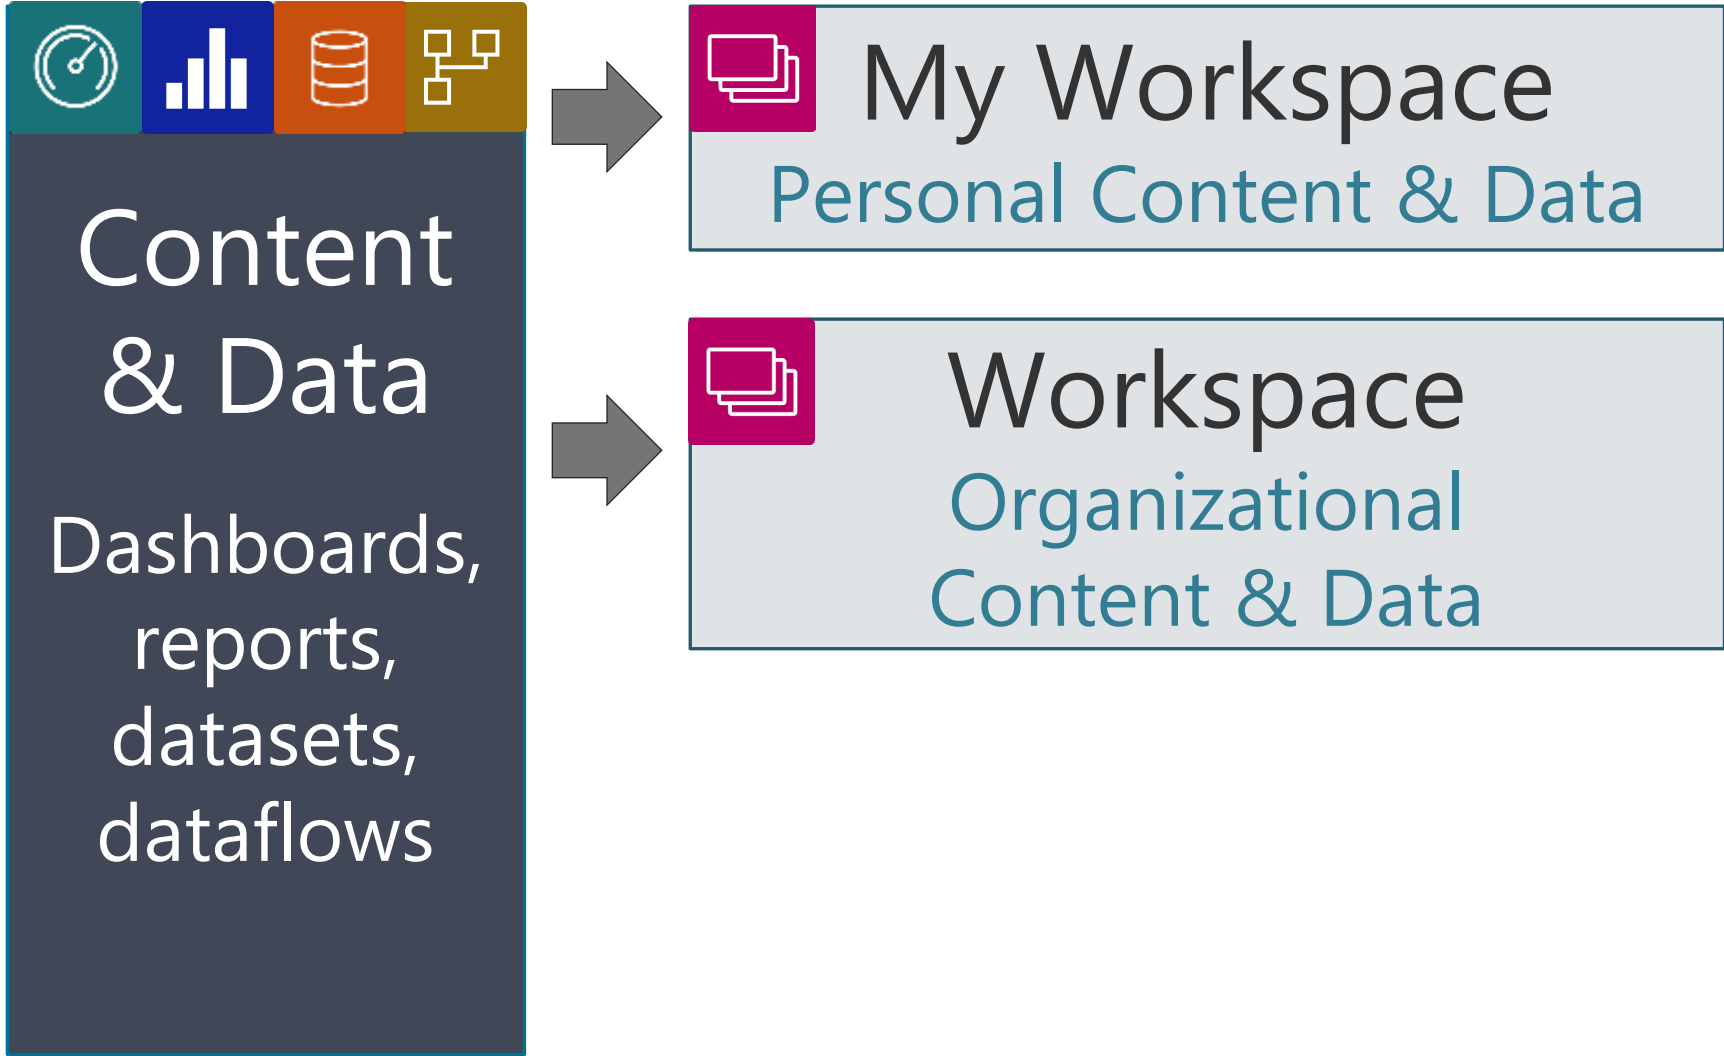 Content
& Data
Dashboards,
reports,
datasets,
dataflows
My Workspace
Personal Content & Data
Workspace
Organizational
Content & Data